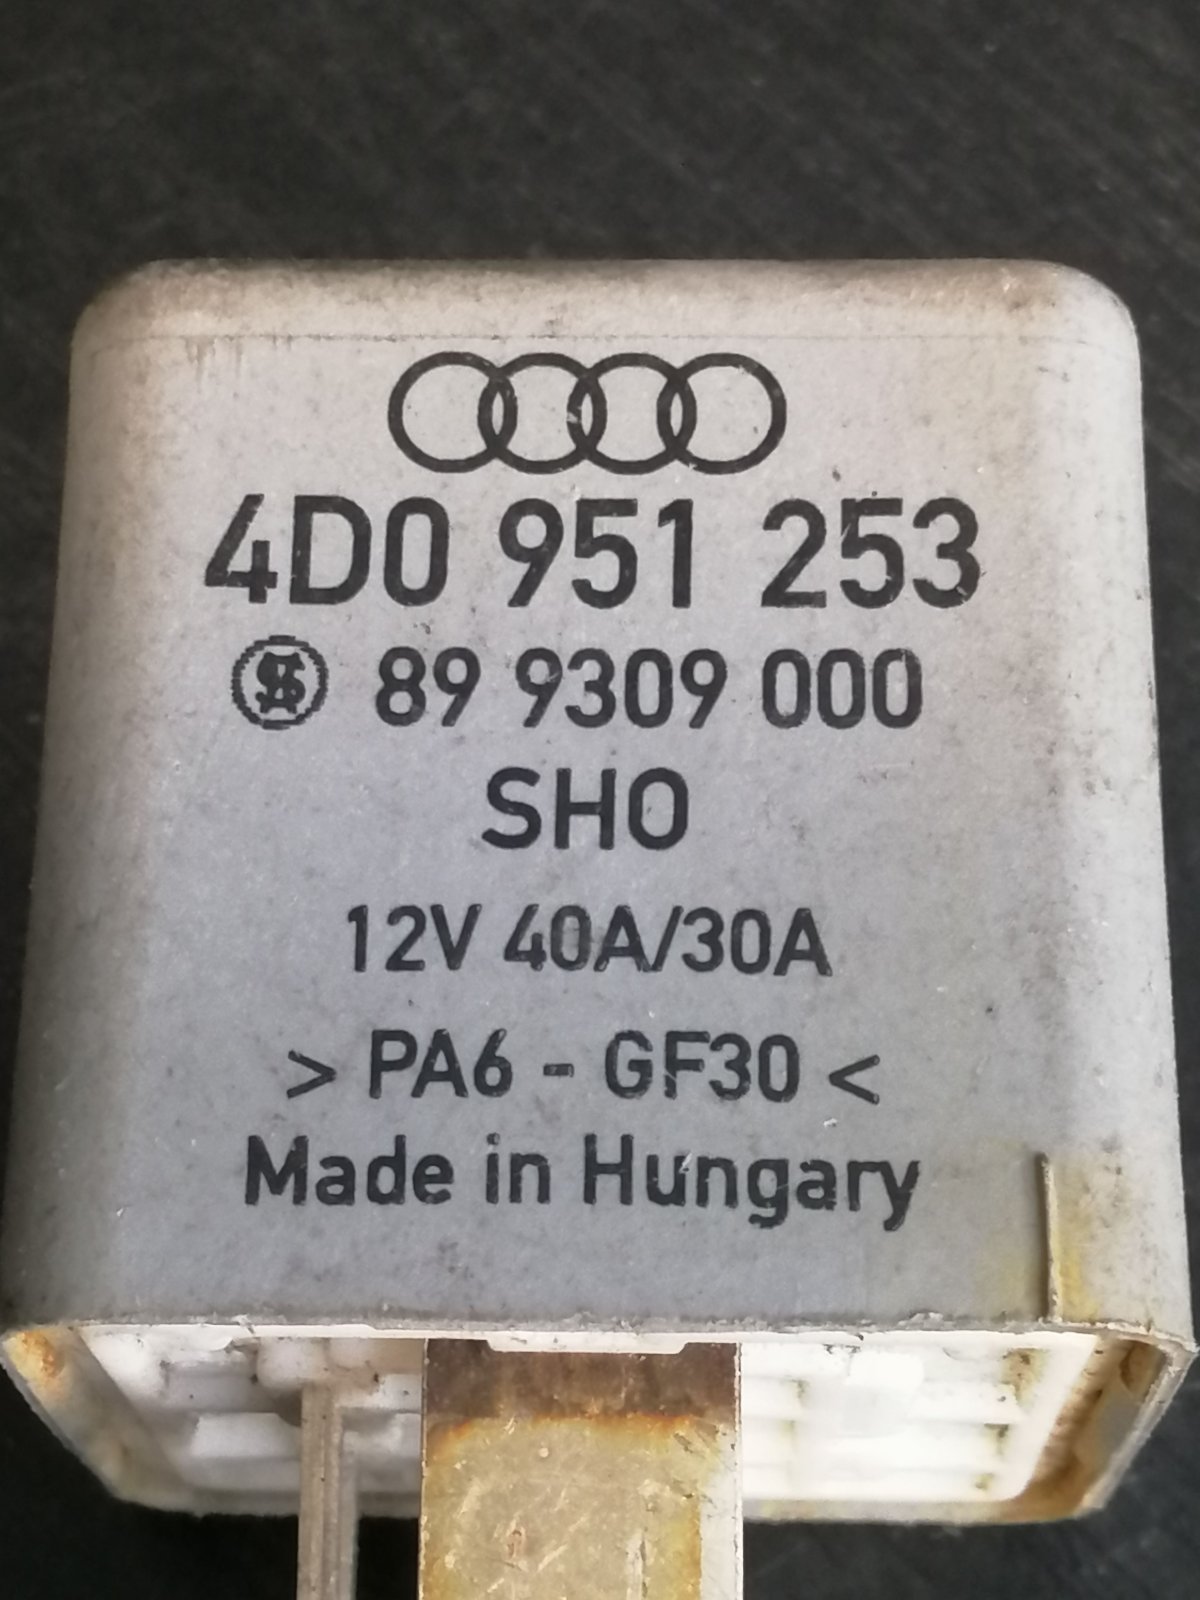 4D0 951 253
89 9309 000
SHO
12V 40A/30A
> PA6 - GF30 <
Made in Hungary